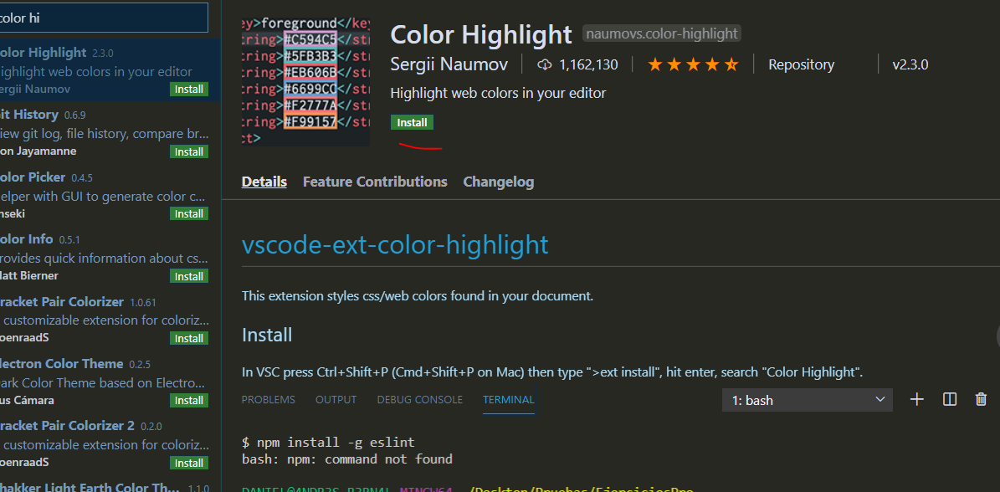 color hi
olor Highlight 2.3.0
ighlight web colors in your editor
ergii Naumov Install
it History 0.6.9
iew git log, file history, compare br...
on Jayamanne Install
olor Picker 0.4.5
elper with GUI to generate color c...
nseki Install
olor Info 0.5.1
rovides quick information about cs...
latt Bierner Install
racket Pair Colorizer 1.0.61
customizable extension for coloriz...
oenraadS Install
lectron Color Theme 0.2.5
ark Color Theme based on Electro...
us Cámara Install
racket Pair Colorizer 2 0.2.0
customizable extension for coloriz...
oenraadS Install
hakker Light Earth Color Th... 1.1.0
ey>foreground</key
tring>#C594C5</str
tring>#5FB3B3</str
tring>#EB606B</str
tring>#6699CC</str
tring>#F2777A</str
tring>#F99157</str
ct>
Color Highlight naumovs.color-highlight
Sergii Naumov 1,162,130 Repository v2.3.0
Highlight web colors in your editor
Install
Details Feature Contributions Changelog
vscode-ext-color-highlight
This extension styles css/web colors found in your document.
Install
In VSC press Ctrl+Shift+P (Cmd+Shift+P on Mac) then type ">ext install", hit enter, search "Color Highlight".
PROBLEMS OUTPUT DEBUG CONSOLE TERMINAL 1: bash
$ npm install -g eslint
bash: npm: command not found